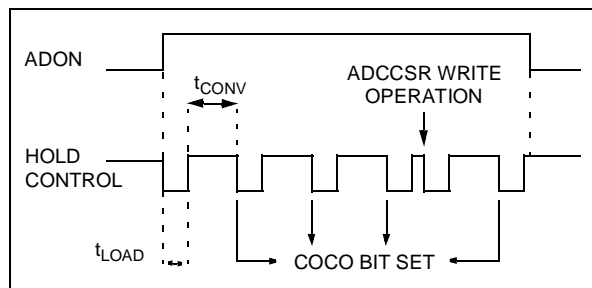 ADON
tCONV
ADCCSR WRITE
OPERATION
HOLD
CONTROL
tLOAD
COCO BIT SET